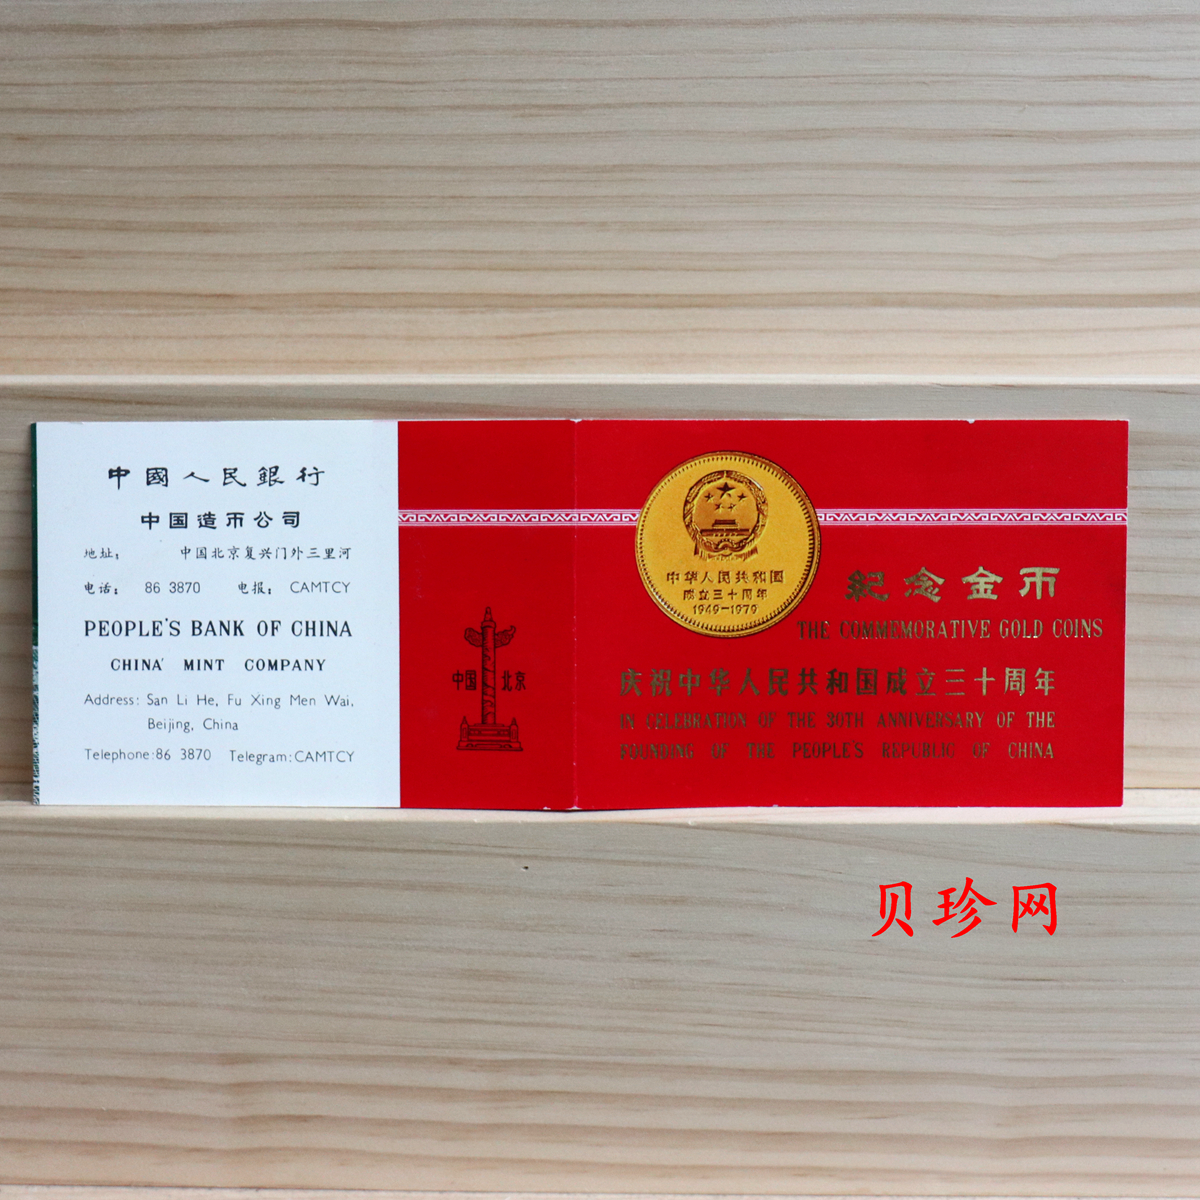 中國人民銀行
中国造币公司
地址： 中国北京复兴门外三里河
电话： 86 3870 电报： CAMTCY
PEOPLE'S BANK OF CHINA
CHINA' MINT COMPANY
Address: San Li He, Fu Xing Men Wai,
Beijing, China
Telephone:86 3870 Telegram:CAMTCY
中国 北京
中华人民共和国
成立三十周年
1949-1979
紀念金币
THE COMMEMORATIVE GOLD COINS
庆祝中华人民共和国成立三十周年
IN CELEBRATION OF THE 30TH ANNIVERSARY OF THE
FOUNDING OF THE PEOPLE'S REPUBLIC OF CHINA
贝珍网